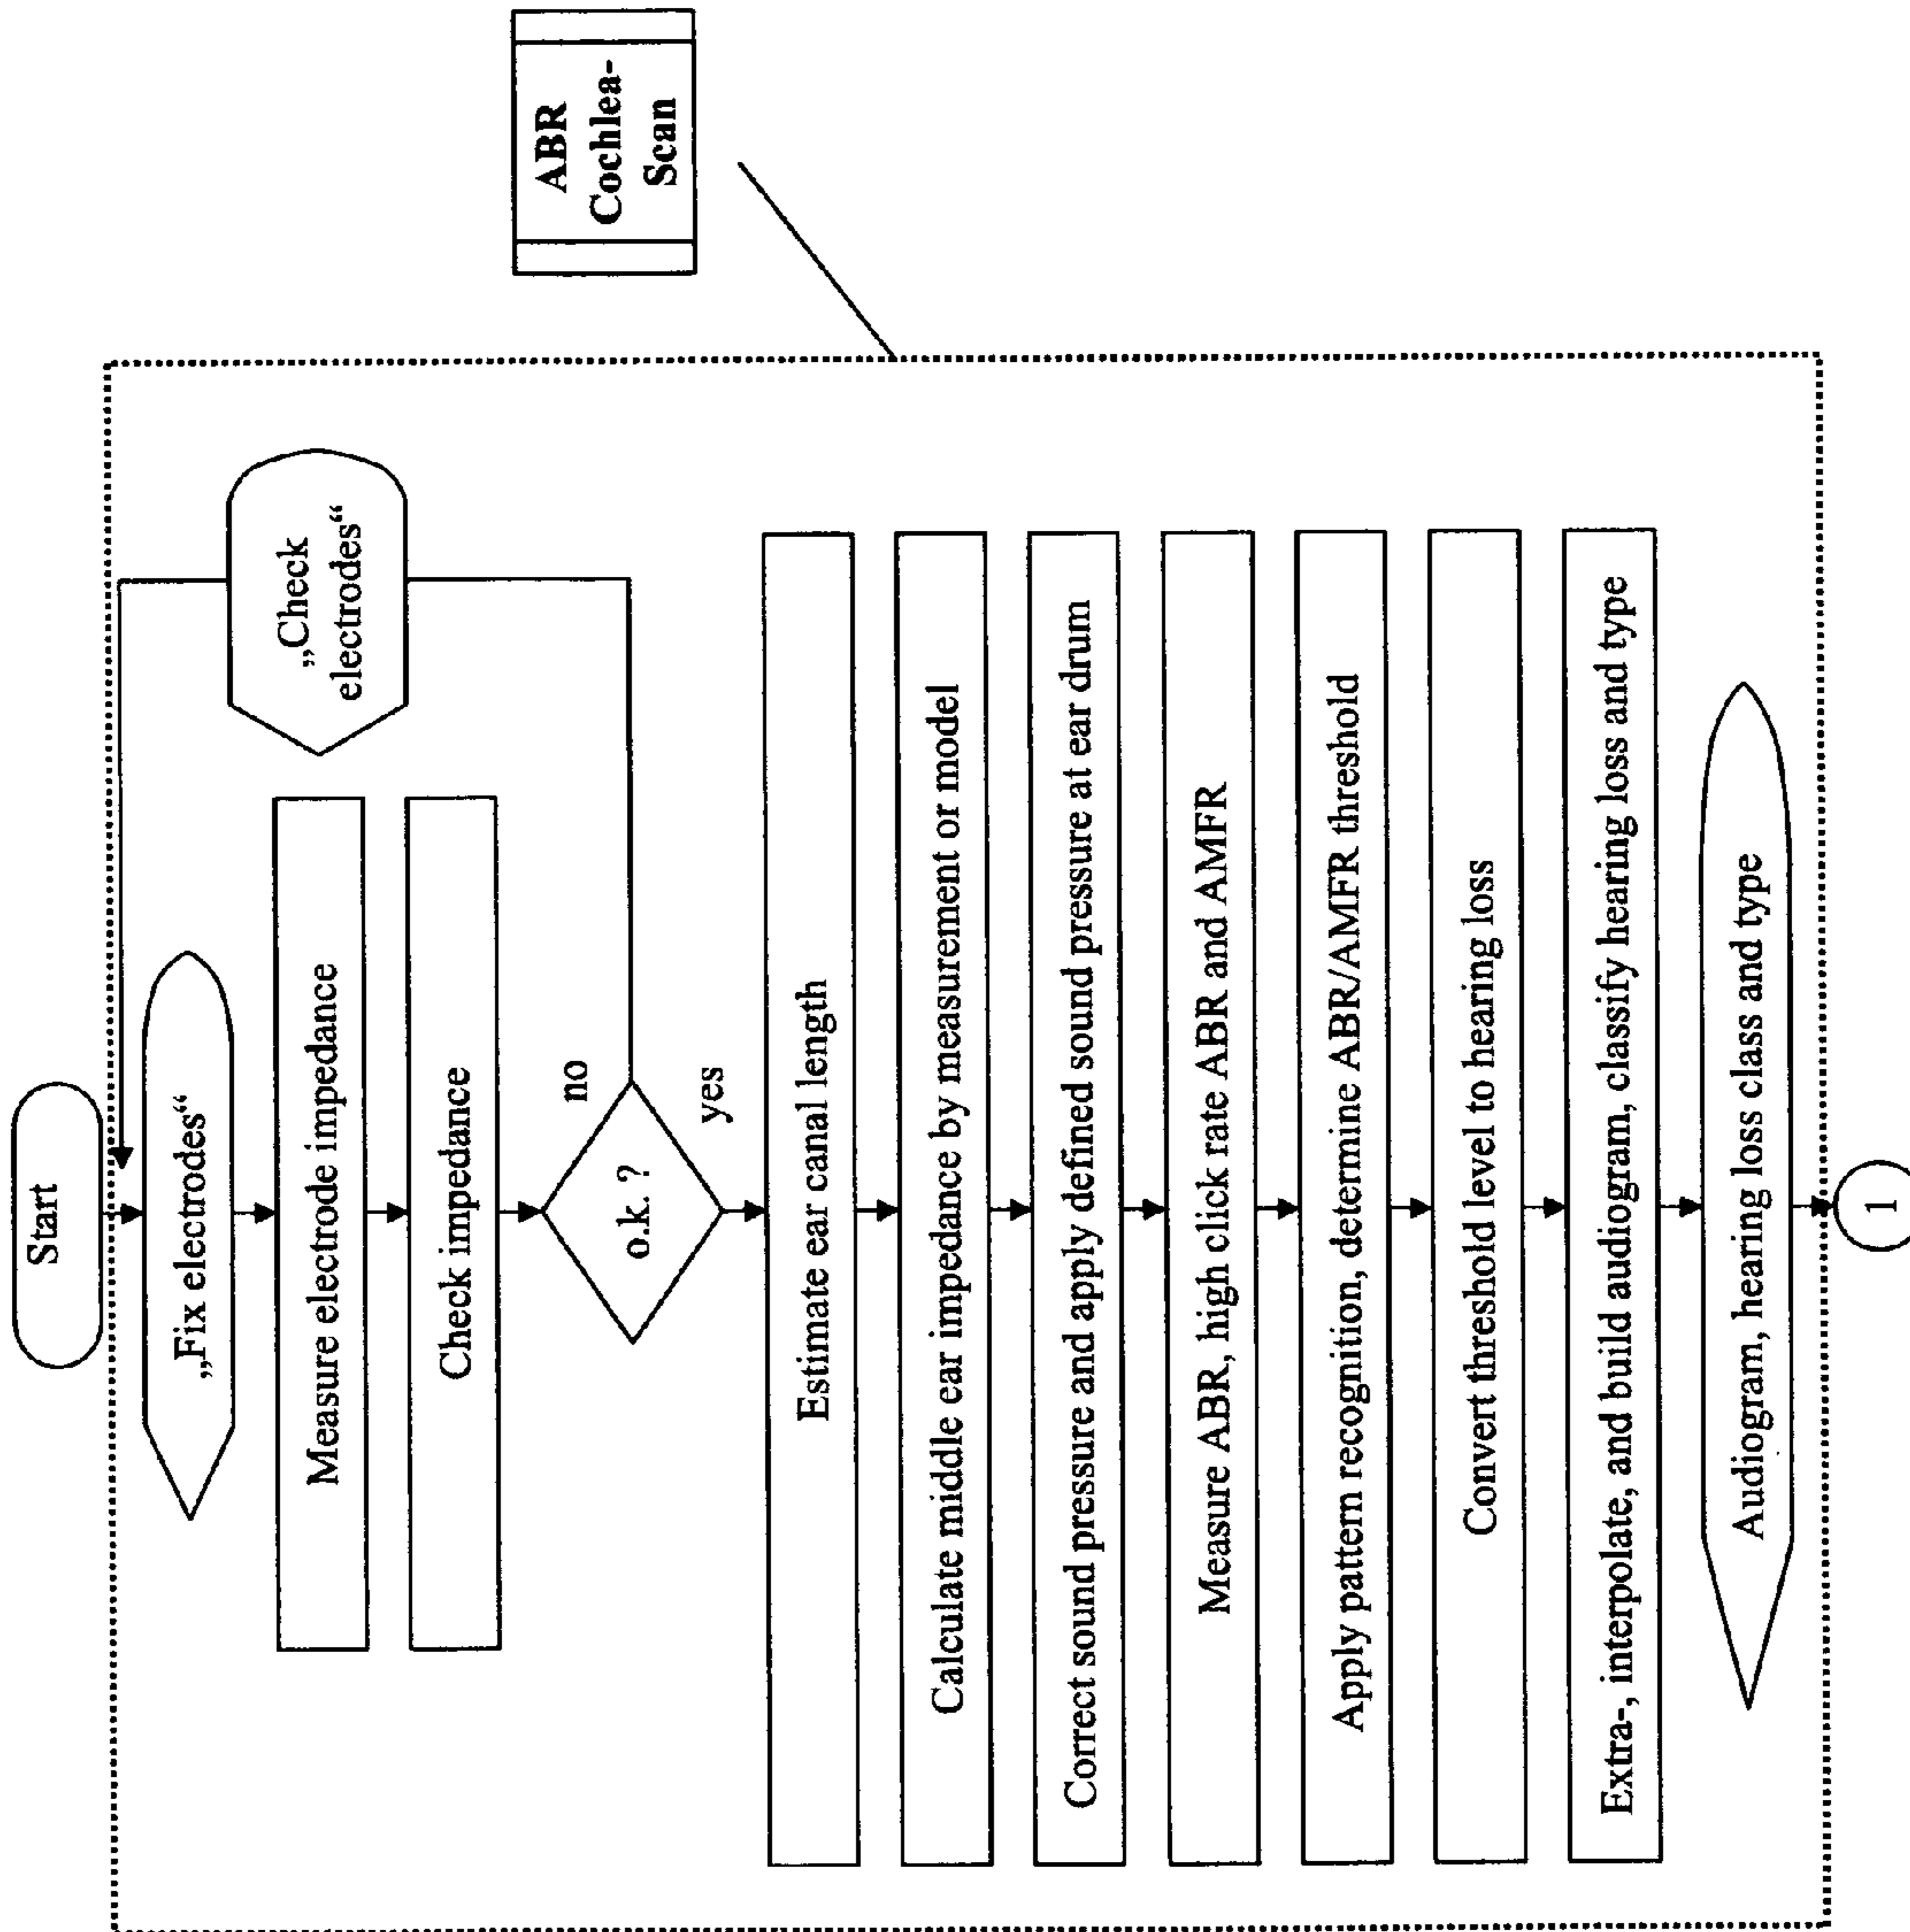 Start
„Fix electrodes“
Measure electrode impedance
Check impedance
o.k. ?
no
yes
„Check
electrodes“
Estimate ear canal length
Calculate middle ear impedance by measurement or model
Correct sound pressure and apply defined sound pressure at ear drum
Measure ABR, high click rate ABR and AMFR
Apply pattern recognition, determine ABR/AMFR threshold
Convert threshold level to hearing loss
Extra-, interpolate, and build audiogram, classify hearing loss and type
Audiogram, hearing loss class and type
1
ABR
Cochlea-
Scan